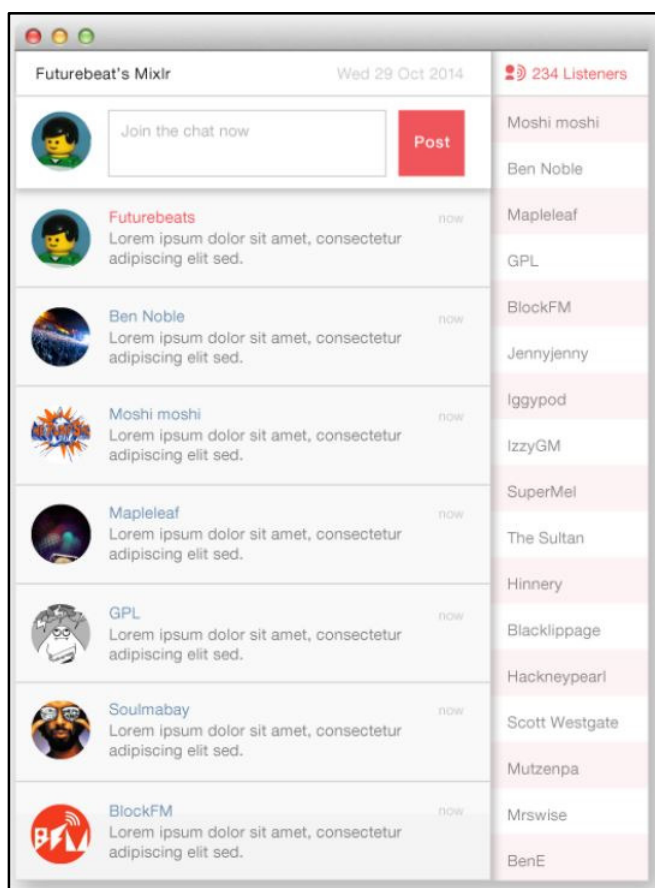 Futurebeat's Mixlr
Wed 29 Oct 2014
Join the chat now
Post
Futurebeats
now
Lorem ipsum dolor sit amet, consectetur
adipiscing elit sed.
Ben Noble
now
Lorem ipsum dolor sit amet, consectetur
adipiscing elit sed.
Moshi moshi
now
Lorem ipsum dolor sit amet, consectetur
adipiscing elit sed.
Mapleleaf
now
Lorem ipsum dolor sit amet, consectetur
adipiscing elit sed.
GPL
now
Lorem ipsum dolor sit amet, consectetur
adipiscing elit sed.
Soulmabay
now
Lorem ipsum dolor sit amet, consectetur
adipiscing elit sed.
BFM
BlockFM
now
Lorem ipsum dolor sit amet, consectetur
adipiscing elit sed.
234 Listeners
Moshi moshi
Ben Noble
Mapleleaf
GPL
BlockFM
Jennyjenny
Iggypod
IzzyGM
SuperMel
The Sultan
Hinnery
Blacklippage
Hackneypearl
Scott Westgate
Mutzenpa
Mrswise
BenE